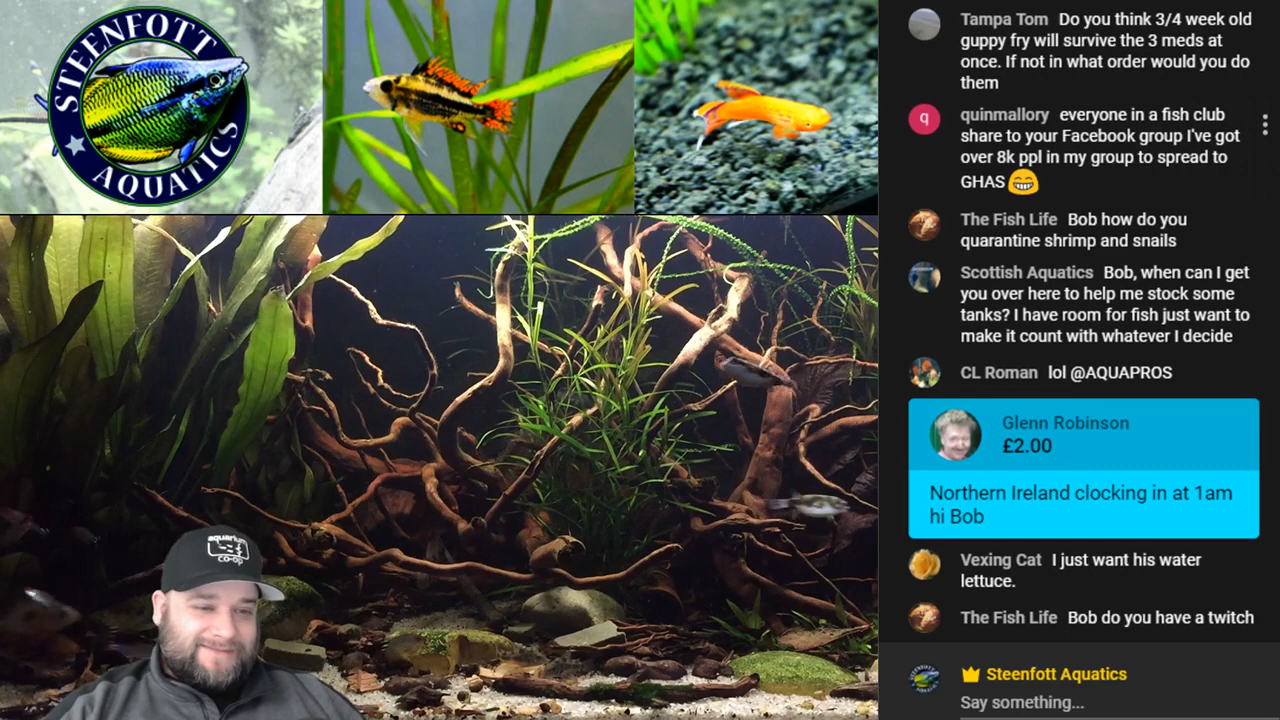 STEENFOTT
AQUATICS
aquarium
co-op
Tampa Tom Do you think 3/4 week old
guppy fry will survive the 3 meds at
once. If not in what order would you do
them
q
quinmallory everyone in a fish club
share to your Facebook group I've got
over 8k ppl in my group to spread to
GHAS
The Fish Life Bob how do you
quarantine shrimp and snails
Scottish Aquatics Bob, when can I get
you over here to help me stock some
tanks? I have room for fish just want to
make it count with whatever I decide
CL Roman lol @AQUAPROS
Glenn Robinson
£2.00
Northern Ireland clocking in at 1am
hi Bob
Vexing Cat I just want his water
lettuce.
The Fish Life Bob do you have a twitch
Steenfott Aquatics
Say something...